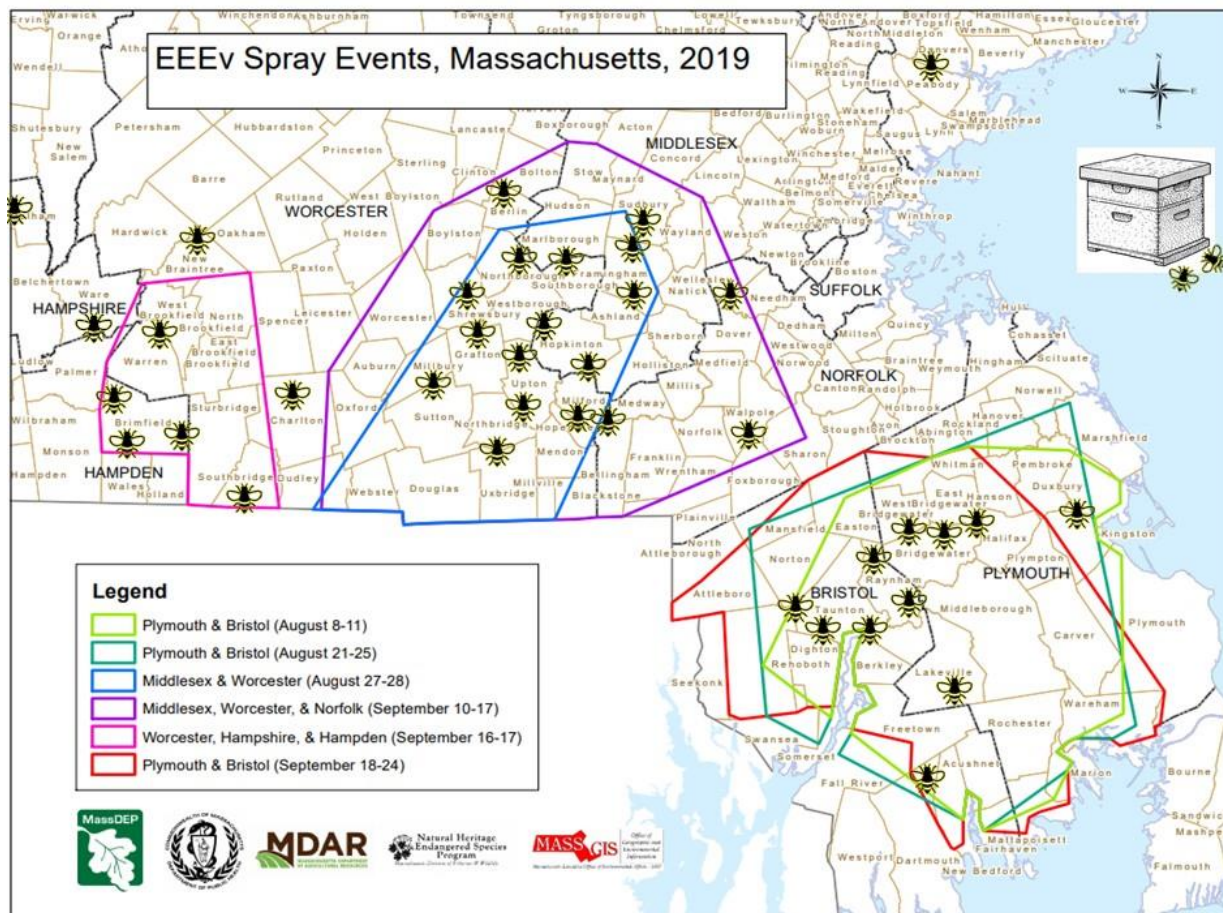 EEEv Spray Events, Massachusetts, 2019
Erving
Warwick
Orange
Wendell
Winchendon
Ashburnham
Townsend
Tyngsborough
Groton
Chelmsford
Lowell
Tewksbury
Andover
Boxford
Topsfield
Hamilton
Essex
Gloucester
Manchester
North Reading
Middleton
Danvers
Wenham
Beverly
Reading
Lynnfield
Peabody
Wilmington
Wakefield
Salem
Marblehead
Swampscott
Lynn
Saugus
Nahant
Burlington
Bedford
Woburn
Stoneham
Melrose
Malden
Revere
Chelsea
Everett
Winthrop
Winchester
Medford
Arlington
Belmont
Somerville
Cambridge
Lexington
Lincoln
Concord
Carlisle
Acton
Boxborough
Harvard
Lancaster
MIDDLESEX
Shutesbury
New Salem
Petersham
Hubbardston
Princeton
Sterling
Clinton
Bolton
Stow
Maynard
Hudson
Sudbury
Wayland
Weston
Waltham
Watertown
Newton
Brookline
Boston
SUFFOLK
Barre
Rutland
West Boylston
Holden
WORCESTER
Boylston
Berlin
Marlborough
Northborough
Southborough
Framingham
Wellesley
Natick
Needham
Dedham
Hardwick
Oakham
New Braintree
Paxton
Belchertown
Ware
HAMPSHIRE
West Brookfield
North Brookfield
East Brookfield
Spencer
Leicester
Worcester
Shrewsbury
Westborough
Grafton
Hopkinton
Ashland
Sherborn
Dover
Westwood
Norwood
Milton
Quincy
Hull
Cohasset
Hingham
Scituate
Braintree
Weymouth
Norwell
Ludlow
Palmer
Warren
Wilbraham
Brimfield
Sturbridge
Charlton
Auburn
Oxford
Millbury
Sutton
Northbridge
Upton
Milford
Holliston
Medway
Millis
Medfield
Walpole
Norfolk
Canton
NORFOLK
Randolph
Holbrook
Stoughton
Avon
Brockton
Abington
Rockland
Hanover
Marshfield
Monson
HAMPDEN
Hampden
Wales
Holland
Southbridge
Dudley
Webster
Douglas
Uxbridge
Millville
Mendon
Blackstone
Bellingham
Franklin
Wrentham
Foxborough
Sharon
Plainville
North Attleborough
Mansfield
Easton
Whitman
Pembroke
Duxbury
West Bridgewater
East Bridgewater
Hanson
Halifax
Kingston
Bridgewater
Plympton
PLYMOUTH
Norton
Raynham
Attleboro
BRISTOL
Taunton
Middleborough
Plymouth
Carver
Dighton
Rehoboth
Berkley
Lakeville
Seekonk
Wareham
Freetown
Rochester
Swansea
Somerset
Fall River
Acushnet
Marion
Bourne
Sandwich
Mashpee
Mattapoisett
Fairhaven
Westport
Dartmouth
New Bedford
Falmouth
Legend
Plymouth & Bristol (August 8-11)
Plymouth & Bristol (August 21-25)
Middlesex & Worcester (August 27-28)
Middlesex, Worcester, & Norfolk (September 10-17)
Worcester, Hampshire, & Hampden (September 16-17)
Plymouth & Bristol (September 18-24)
MassDEP
MDAR
Natural Heritage
Endangered Species
Program
MASSGIS
N
W
E
S